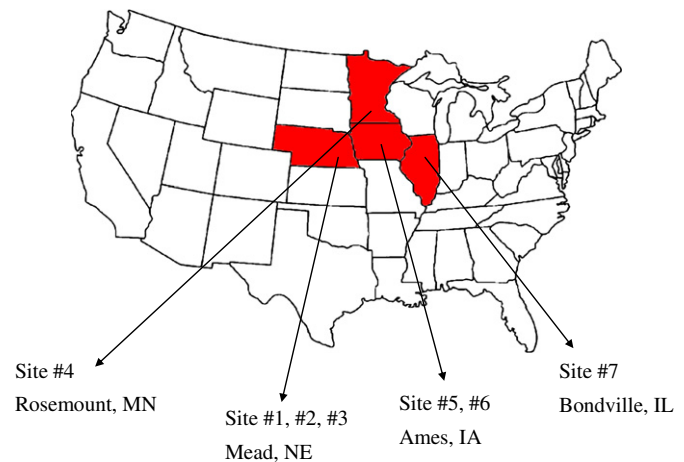 Site #4
Rosemount, MN
Site #1, #2, #3
Mead, NE
Site #5, #6
Ames, IA
Site #7
Bondville, IL